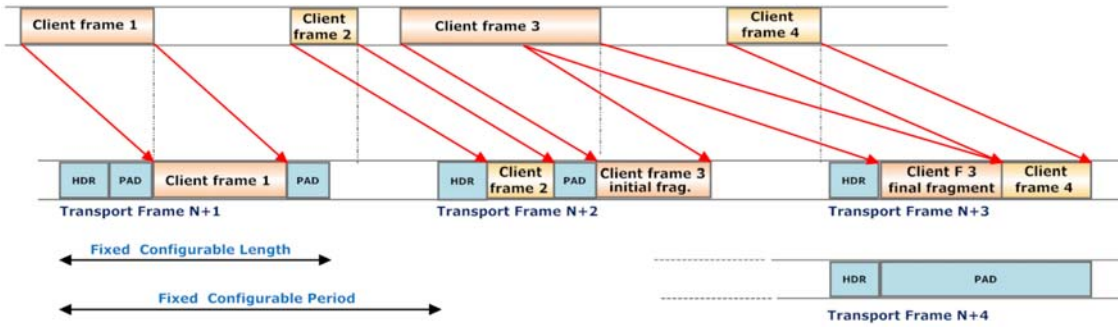 Client frame 1
Client
frame 2
Client frame 3
Client
frame 4
HDR
PAD
Client frame 1
PAD
HDR
Client
frame 2
PAD
Client frame 3
initial frag.
HDR
Client F 3
final fragment
Client
frame 4
Transport Frame N+1
Transport Frame N+2
Transport Frame N+3
Fixed Configurable Length
Fixed Configurable Period
HDR
PAD
Transport Frame N+4